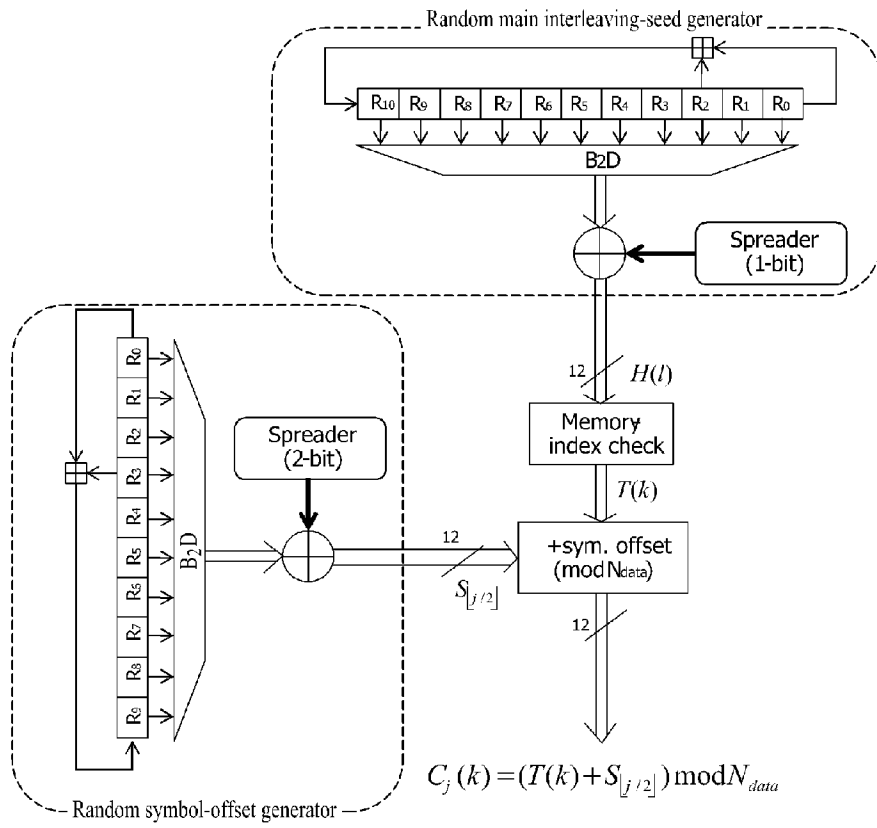 Random main interleaving-seed generator
R10 R9 R8 R7 R6 R5 R4 R3 R2 R1 R0
B2D
Spreader
(1-bit)
12 H(l)
Memory-
index check
T(k)
R0
R1
R2
R3
R4
R5
R6
R7
R8
R9
B2D
Spreader
(2-bit)
12
S⌊j/2⌋
+sym. offset
(modNdata)
12
Cj(k)=(T(k)+S⌊j/2⌋)modNdata
Random symbol-offset generator